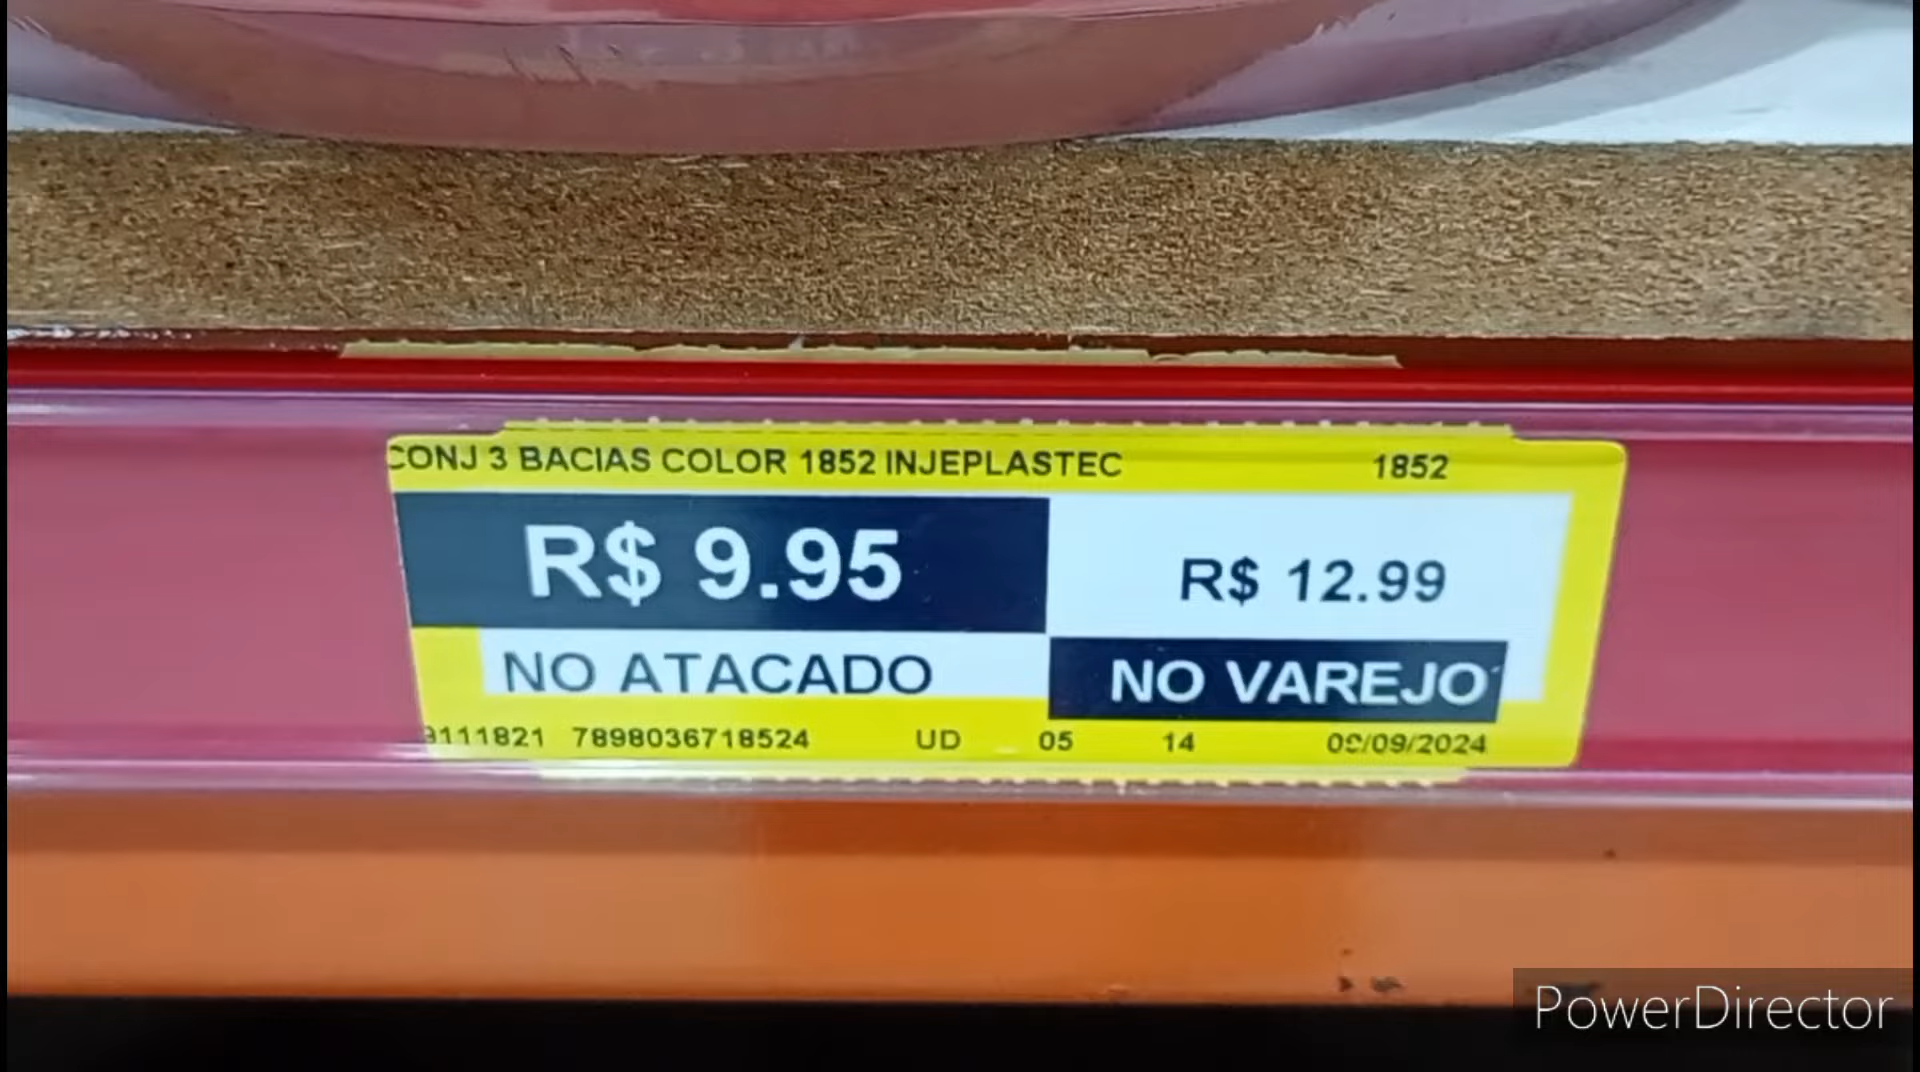 CONJ 3 BACIAS COLOR 1852 INJEPLASTEC 1852
R$ 9.95 R$ 12.99
NO ATACADO NO VAREJO
7898036718524 UD 05 14
PowerDirector